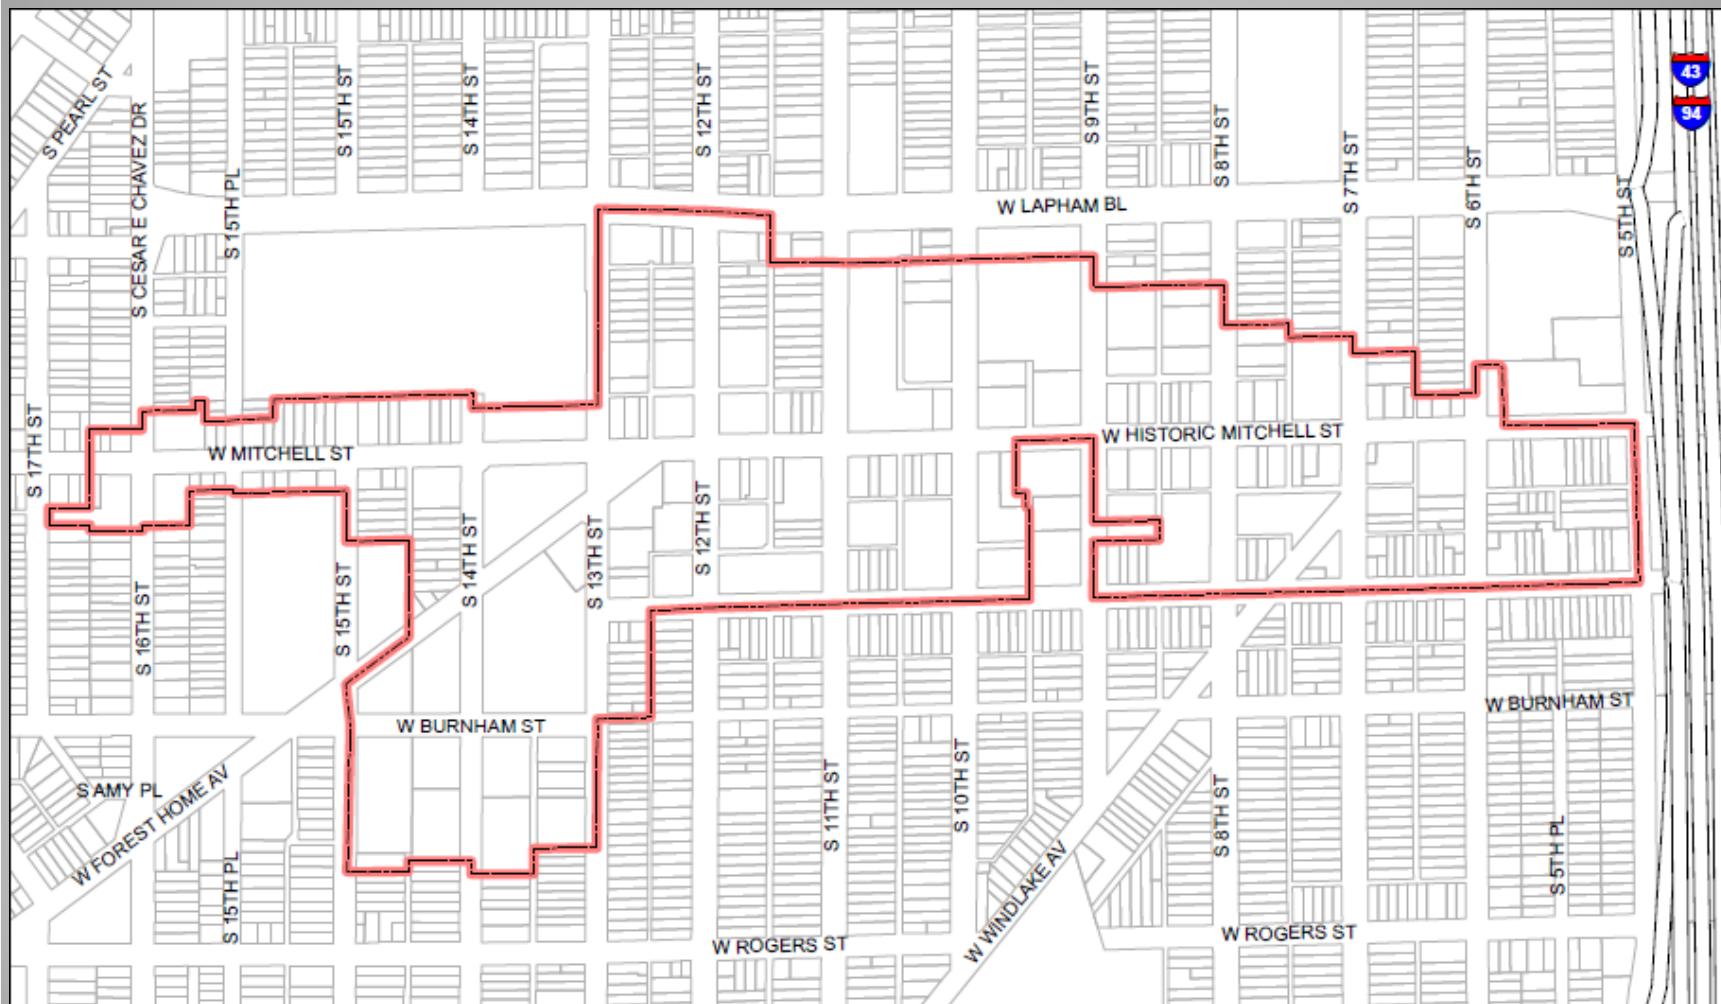 43
94
S PEARL ST
S CESAR E CHAVEZ DR
S 15TH PL
S 15TH ST
S 14TH ST
S 12TH ST
S 9TH ST
S 8TH ST
S 7TH ST
S 6TH ST
S 5TH ST
W LAPHAM BL
S 17TH ST
W MITCHELL ST
W HISTORIC MITCHELL ST
S 16TH ST
S 15TH ST
S 14TH ST
S 13TH ST
S 12TH ST
W BURNHAM ST
W BURNHAM ST
S AMY PL
W FOREST HOME AV
S 15TH PL
S 11TH ST
S 10TH ST
W WINDLAKE AV
S 8TH ST
S 5TH PL
W ROGERS ST
W ROGERS ST